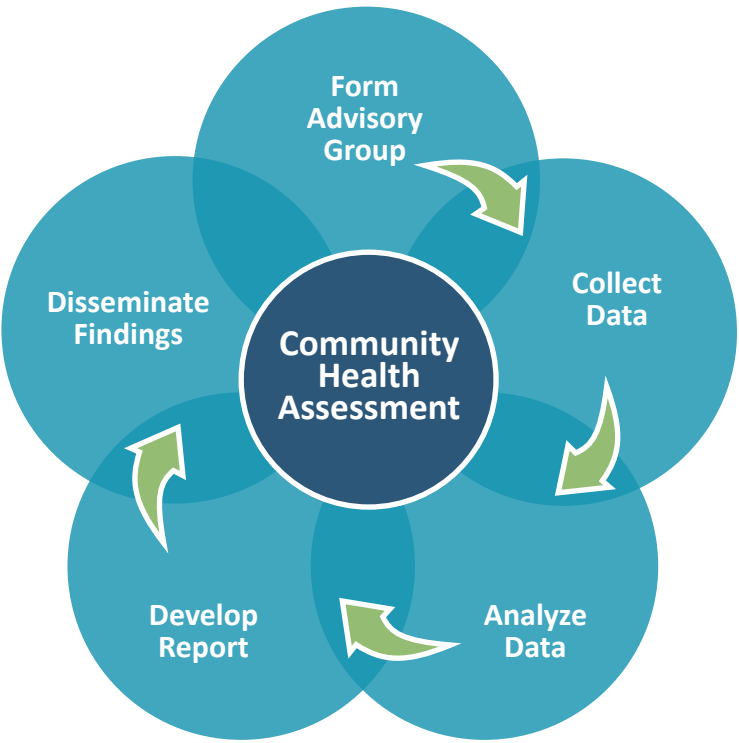 Form
Advisory
Group
Collect
Data
Analyze
Data
Develop
Report
Disseminate
Findings
Community
Health
Assessment